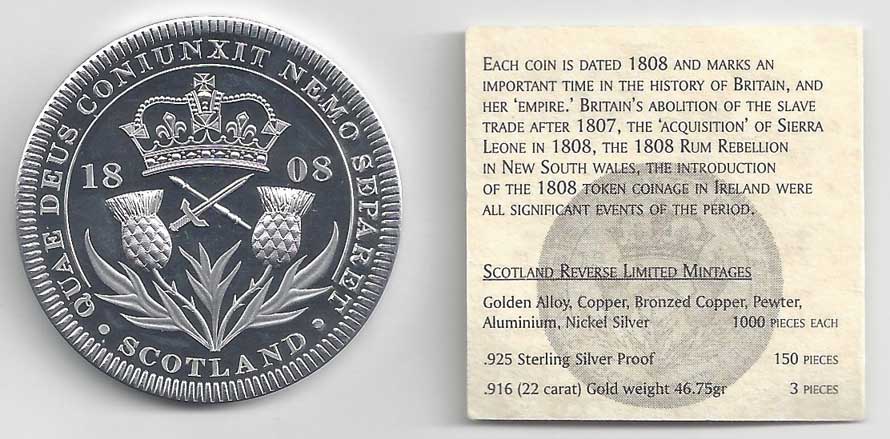 QUAE DEUS CONIUNXIT NEMO SEPARET
18 08
• SCOTLAND •
EACH COIN IS DATED 1808 AND MARKS AN
IMPORTANT TIME IN THE HISTORY OF BRITAIN, AND
HER ‘EMPIRE.’ BRITAIN’S ABOLITION OF THE SLAVE
TRADE AFTER 1807, THE ‘ACQUISITION’ OF SIERRA
LEONE IN 1808, THE 1808 RUM REBELLION
IN NEW SOUTH WALES, THE INTRODUCTION
OF THE 1808 TOKEN COINAGE IN IRELAND WERE
ALL SIGNIFICANT EVENTS OF THE PERIOD.
SCOTLAND REVERSE LIMITED MINTAGES
Golden Alloy, Copper, Bronzed Copper, Pewter,
Aluminium, Nickel Silver 1000 PIECES EACH
.925 Sterling Silver Proof 150 PIECES
.916 (22 carat) Gold weight 46.75gr 3 PIECES